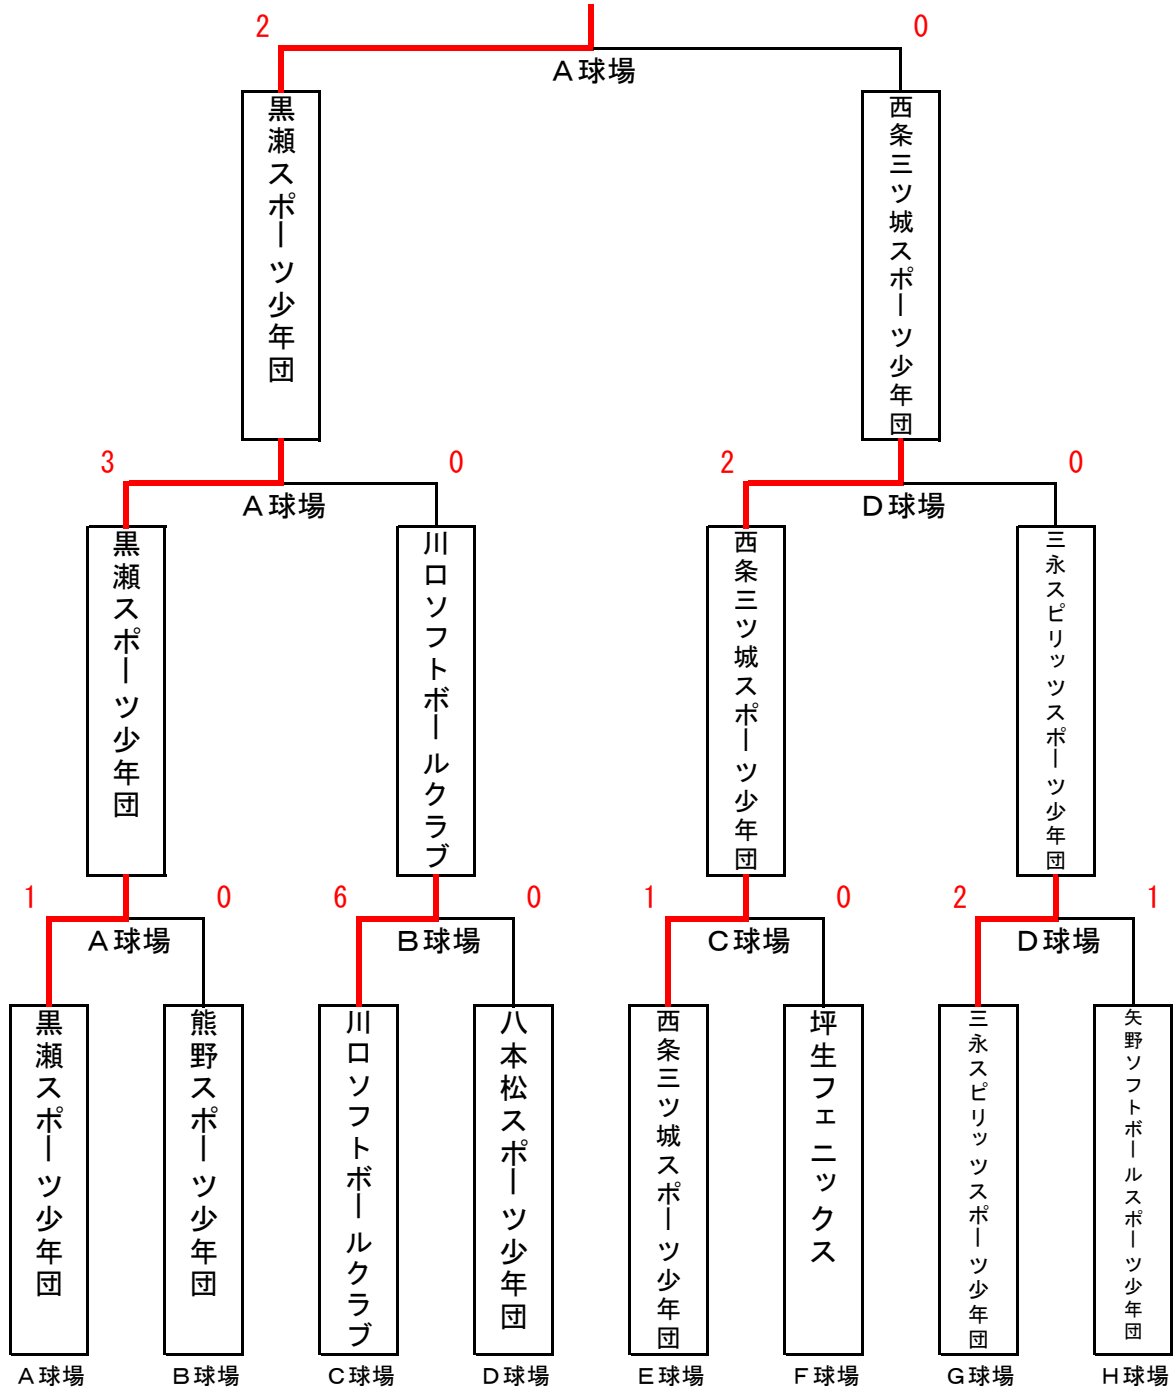 2 0
A球場
黒瀬スポーツ少年団
西条三ツ城スポーツ少年団
3 0 2 0
A球場 D球場
黒瀬スポーツ少年団
川口ソフトボールクラブ
西条三ツ城スポーツ少年団
三永スピリッツスポーツ少年団
1 0 6 0 1 0 2 1
A球場 B球場 C球場 D球場
黒瀬スポーツ少年団
熊野スポーツ少年団
川口ソフトボールクラブ
八本松スポーツ少年団
西条三ツ城スポーツ少年団
坪生フェニックス
三永スピリッツスポーツ少年団
矢野ソフトボールスポーツ少年団
A球場 B球場 C球場 D球場 E球場 F球場 G球場 H球場